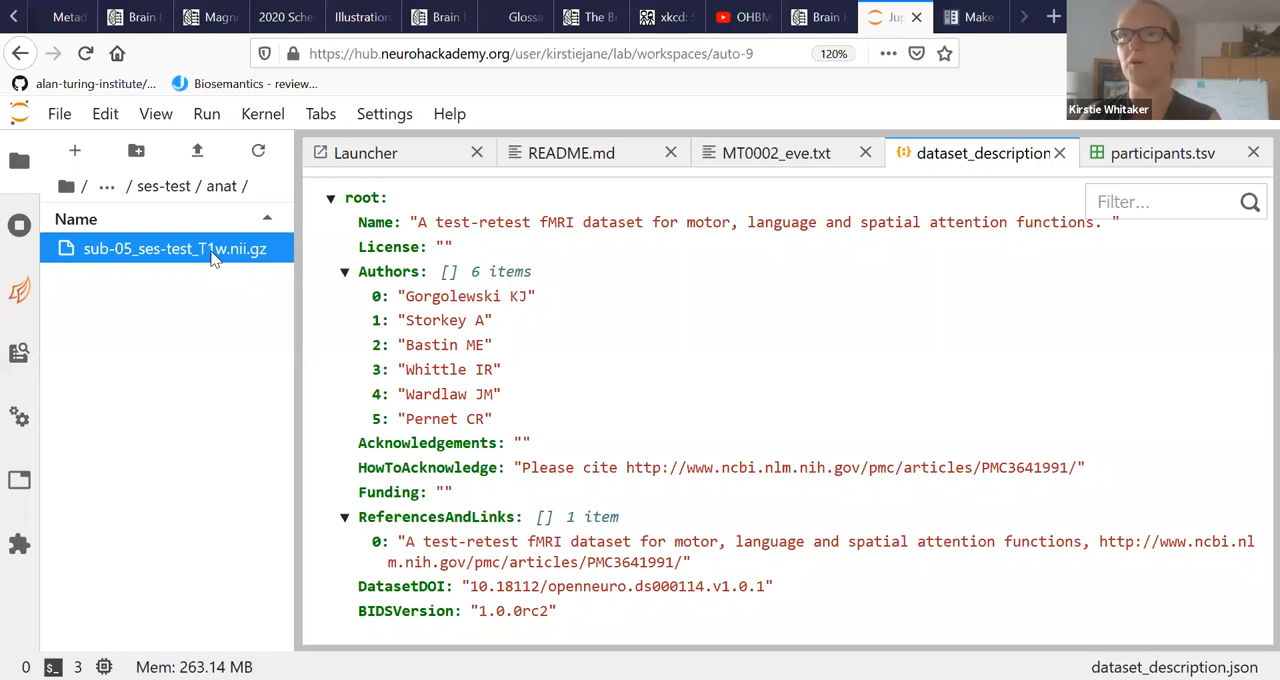 Metad
Brain
Magn
2020 Sche
Illustration
Brain
Glossa
The Br
xkcd:
OHBM
Brain
Jup
Make
https://hub.neurohackademy.org/user/kirstiejane/lab/workspaces/auto-9
120%
alan-turing-institute/...
Biosemantics - review...
Kirstie Whitaker
File Edit View Run Kernel Tabs Settings Help
Launcher
README.md
MT0002_eve.txt
dataset_description
participants.tsv
/ ... / ses-test / anat /
Name
sub-05_ses-test_T1w.nii.gz
Filter...
root:
Name: "A test-retest fMRI dataset for motor, language and spatial attention functions. "
License: ""
Authors: [] 6 items
0: "Gorgolewski KJ"
1: "Storkey A"
2: "Bastin ME"
3: "Whittle IR"
4: "Wardlaw JM"
5: "Pernet CR"
Acknowledgements: ""
HowToAcknowledge: "Please cite http://www.ncbi.nlm.nih.gov/pmc/articles/PMC3641991/"
Funding: ""
ReferencesAndLinks: [] 1 item
0: "A test-retest fMRI dataset for motor, language and spatial attention functions, http://www.ncbi.nl
m.nih.gov/pmc/articles/PMC3641991/"
DatasetDOI: "10.18112/openneuro.ds000114.v1.0.1"
BIDSVersion: "1.0.0rc2"
0
3
Mem: 263.14 MB
dataset_description.json